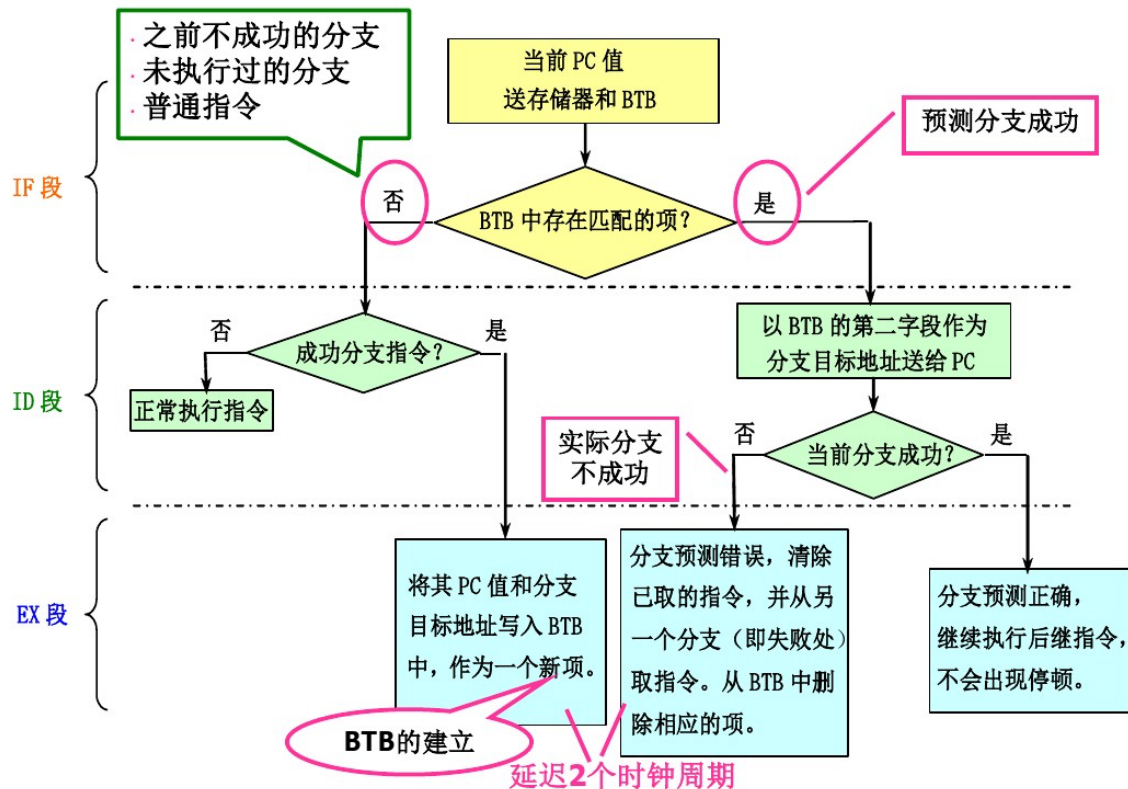 · 之前不成功的分支
· 未执行过的分支
· 普通指令
当前 PC 值
送存储器和 BTB
预测分支成功
IF 段
否
BTB 中存在匹配的项？
是
否
成功分支指令？
是
以 BTB 的第二字段作为
分支目标地址送给 PC
ID 段
正常执行指令
实际分支
不成功
否
当前分支成功？
是
EX 段
将其 PC 值和分支
目标地址写入 BTB
中，作为一个新项。
分支预测错误，清除
已取的指令，并从另
一个分支（即失败处）
取指令。从 BTB 中删
除相应的项。
分支预测正确，
继续执行后继指令，
不会出现停顿。
BTB的建立
延迟2个时钟周期